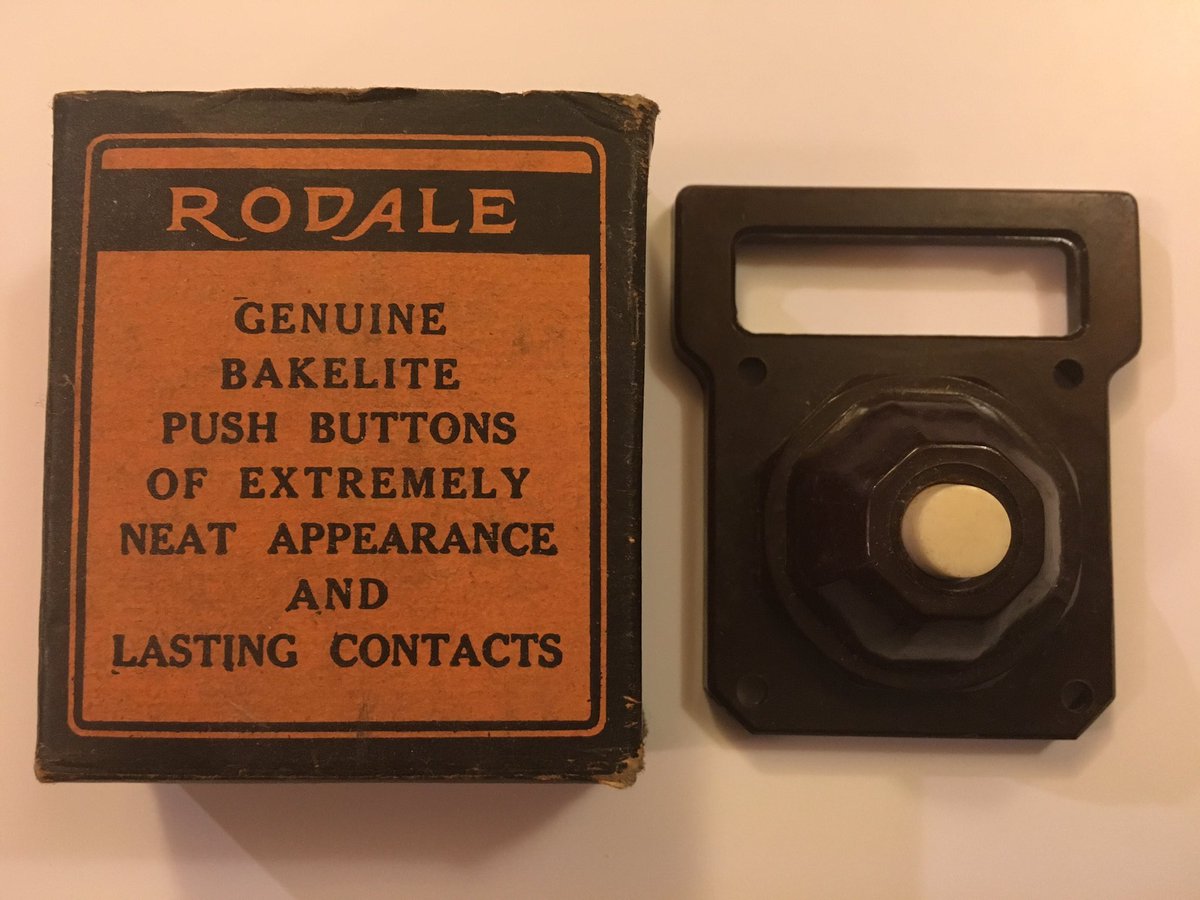 RODALE
GENUINE
BAKELITE
PUSH BUTTONS
OF EXTREMELY
NEAT APPEARANCE
AND
LASTING CONTACTS